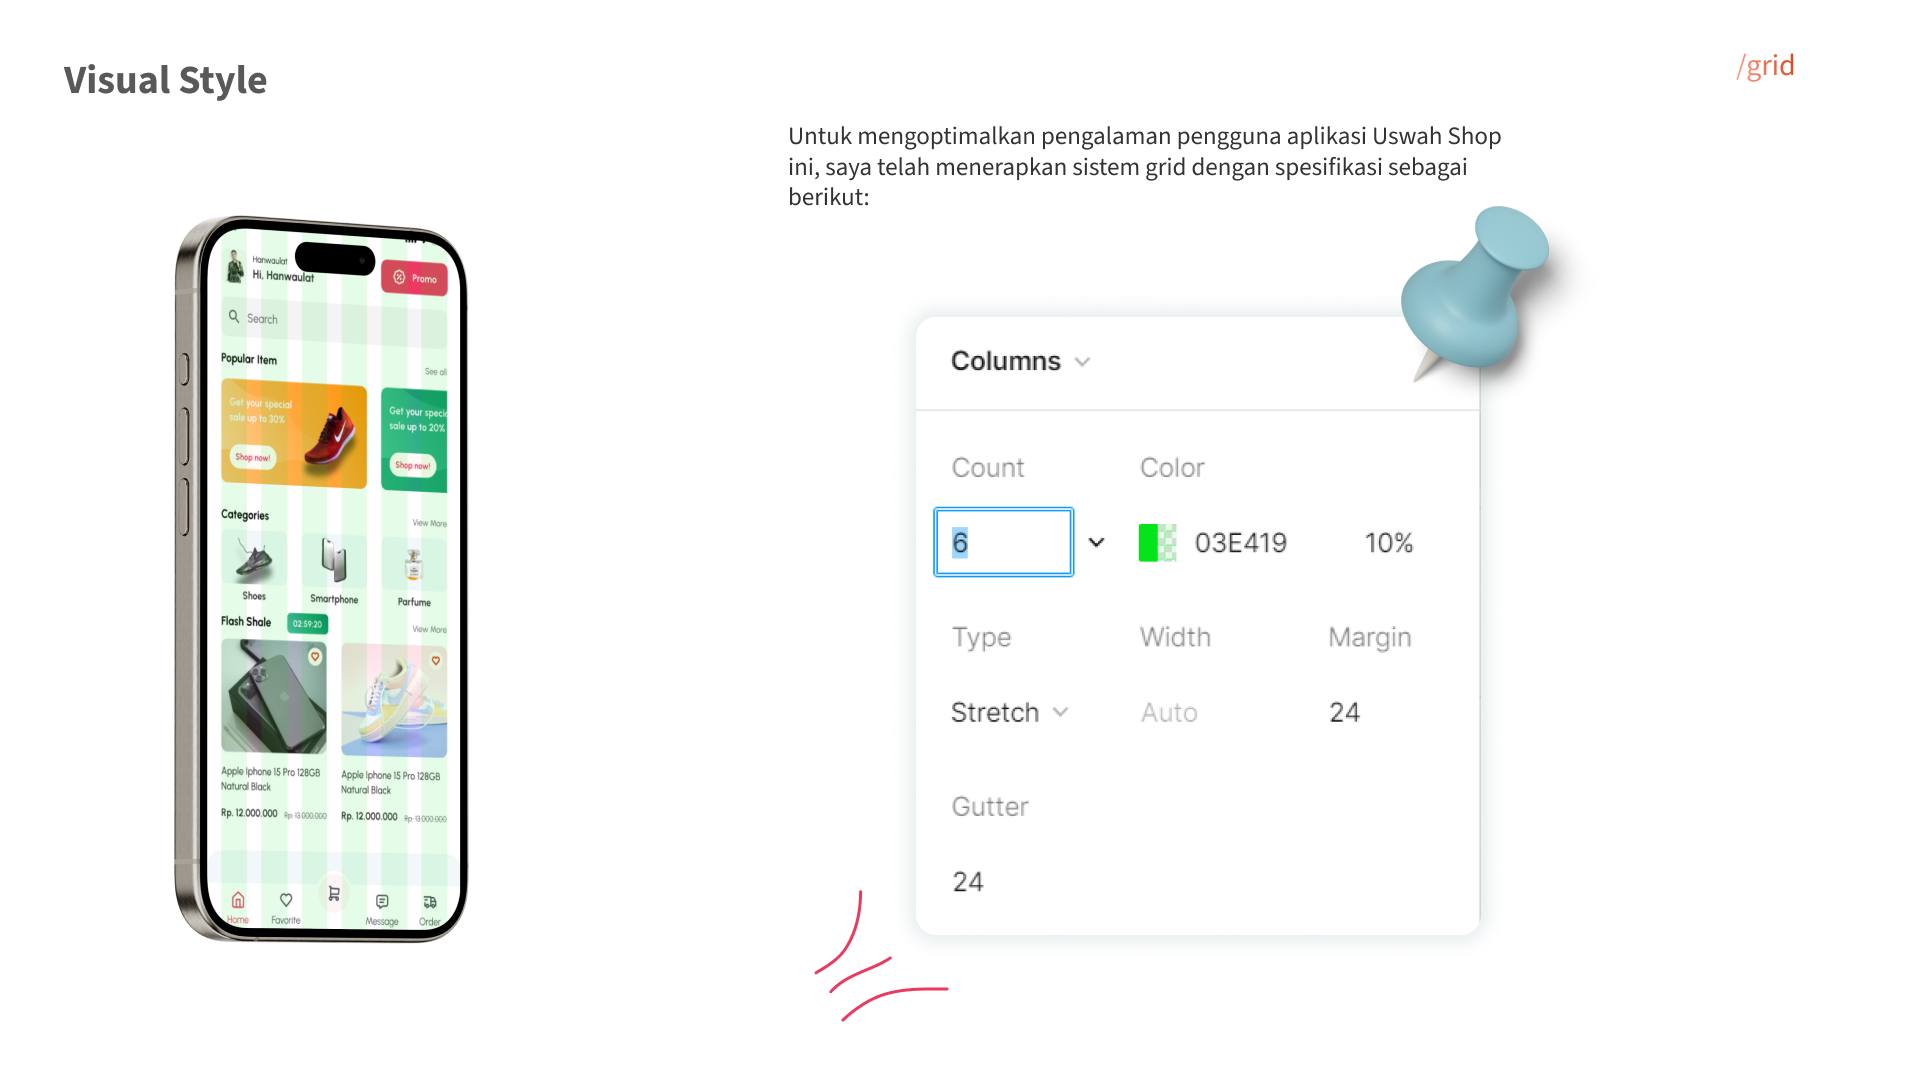 Visual Style
/grid
Untuk mengoptimalkan pengalaman pengguna aplikasi Uswah Shop
ini, saya telah menerapkan sistem grid dengan spesifikasi sebagai
berikut:
Hanwaulat
Hi, Hanwaulat
Promo
Search
Popular Item
See all
Get your special
sale up to 30%
Shop now!
Get your specia
sale up to 20%
Shop now!
Categories
View More
Shoes
Smartphone
Parfume
Flash Shale
02:59:20
View More
Apple Iphone 15 Pro 128GB
Natural Black
Rp. 12.000.000 Rp. 13.000.000
Apple Iphone 15 Pro 128GB
Natural Black
Rp. 12.000.000 Rp. 13.000.000
Home
Favorite
Message
Order
Columns
Count
Color
6
03E419
10%
Type
Width
Margin
Stretch
Auto
24
Gutter
24